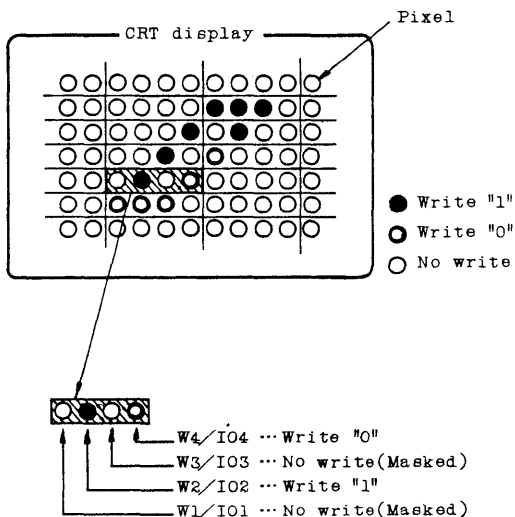 Pixel
CRT display
Write "1"
Write "0"
No write
W4/IO4 ··· Write "0"
W3/IO3 ··· No write(Masked)
W2/IO2 ··· Write "1"
W1/IO1 ··· No write(Masked)